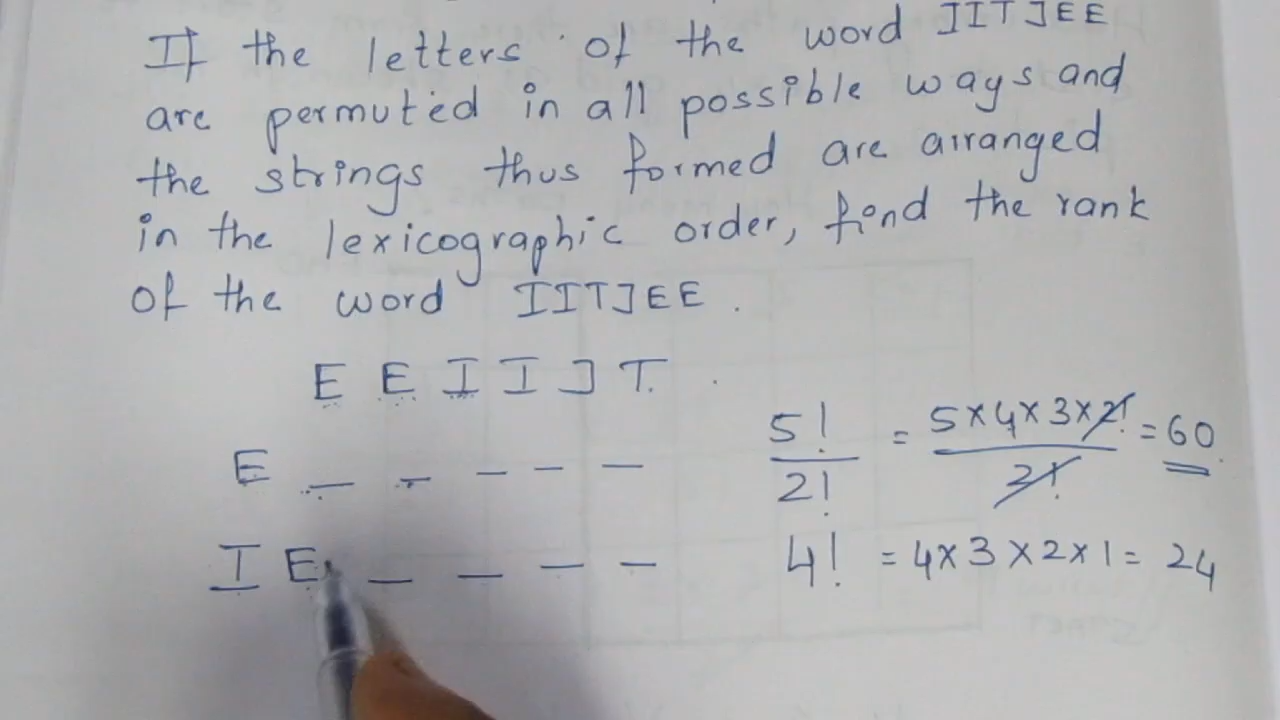 If the letters of the word IITJEE
are permuted in all possible ways and
the strings thus formed are arranged
in the lexicographic order, find the rank
of the word IITJEE .
E E I I J T .
E _ _ _ _ _ 5!/2! = 5×4×3×2!/2! = 60
I E _ _ _ _ 4! = 4×3×2×1 = 24